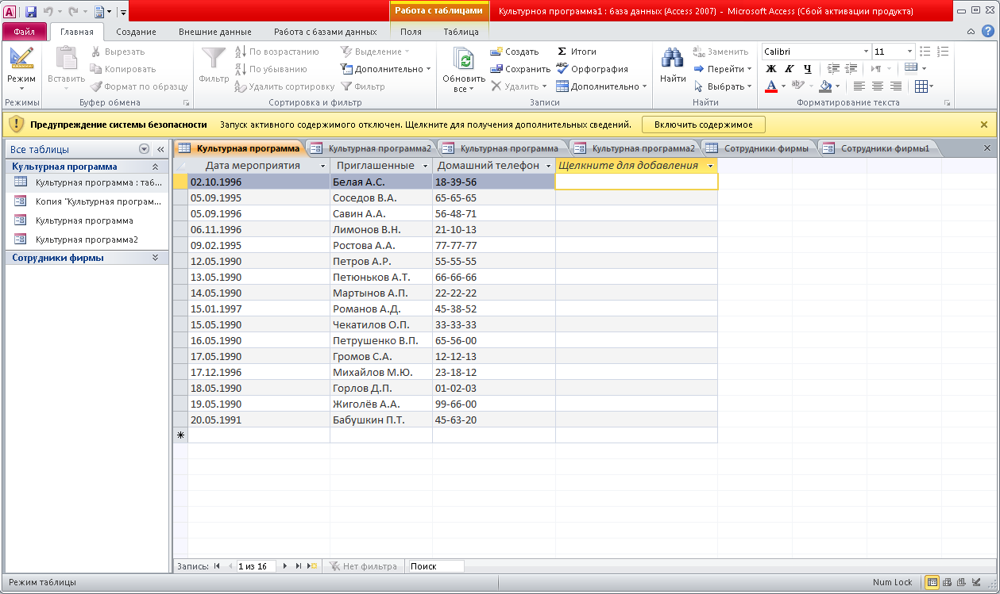 Работа с таблицами
Культурноя программа1 : база данных (Access 2007) - Microsoft Access (Сбой активации продукта)
Файл Главная Создание Внешние данные Работа с базами данных Поля Таблица
Режим
Режимы
Вставить
Вырезать
Копировать
Формат по образцу
Буфер обмена
Фильтр
По возрастанию
По убыванию
Удалить сортировку
Выделение
Дополнительно
Фильтр
Сортировка и фильтр
Обновить
все
Создать
Сохранить
Удалить
Итоги
Орфография
Дополнительно
Записи
Найти
Заменить
Перейти
Выбрать
Найти
Calibri 11
Ж К Ч
Форматирование текста
Предупреждение системы безопасности Запуск активного содержимого отключен. Щелкните для получения дополнительных сведений. Включить содержимое
Все таблицы
Культурная программа
Культурная программа : таб...
Копия "Культурная програм...
Культурная программа
Культурная программа2
Сотрудники фирмы
Культурная программа Культурная программа2 Культурная программа Культурная программа2 Сотрудники фирмы Сотрудники фирмы1
Дата мероприятия Приглашенные Домашний телефон Щелкните для добавления
02.10.1996 Белая А.С. 18-39-56
05.09.1995 Соседов В.А. 65-65-65
05.09.1996 Савин А.А. 56-48-71
06.11.1996 Лимонов В.Н. 21-10-13
09.02.1995 Ростова А.А. 77-77-77
12.05.1990 Петров А.Р. 55-55-55
13.05.1990 Петюньков А.Т. 66-66-66
14.05.1990 Мартынов А.П. 22-22-22
15.01.1997 Романов А.Д. 45-38-52
15.05.1990 Чекатилов О.П. 33-33-33
16.05.1990 Петрушенко В.П. 65-56-00
17.05.1990 Громов С.А. 12-12-13
17.12.1996 Михайлов М.Ю. 23-18-12
18.05.1990 Горлов Д.П. 01-02-03
19.05.1990 Жиголёв А.А. 99-66-00
20.05.1991 Бабушкин П.Т. 45-63-20
Запись: 1 из 16 Нет фильтра Поиск
Режим таблицы Num Lock